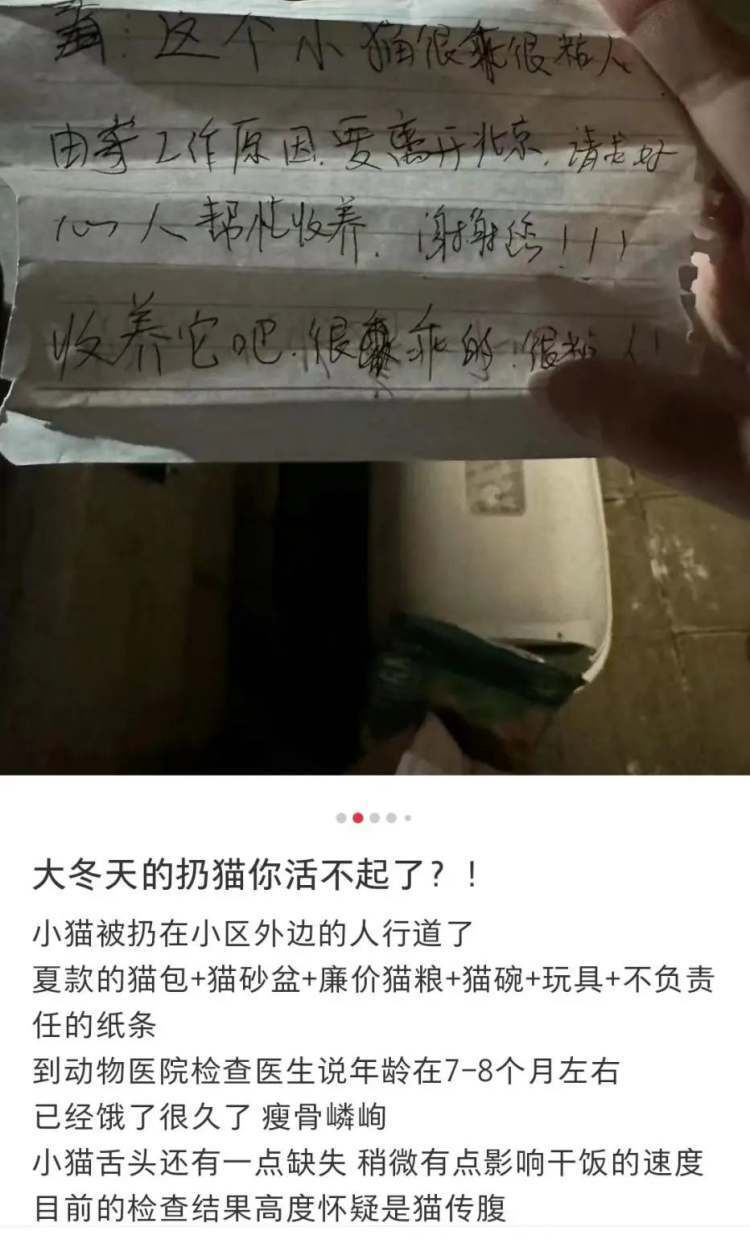 这个小猫很乖很粘人
由于工作原因.要离开北京.请
心人帮忙收养.谢谢!!!
收养它吧.很乖的.很粘人!
大冬天的扔猫你活不起了？！
小猫被扔在小区外边的人行道了
夏款的猫包+猫砂盆+廉价猫粮+猫碗+玩具+不负责
任的纸条
到动物医院检查医生说年龄在7-8个月左右
已经饿了很久了 瘦骨嶙峋
小猫舌头还有一点缺失 稍微有点影响干饭的速度
目前的检查结果高度怀疑是猫传腹